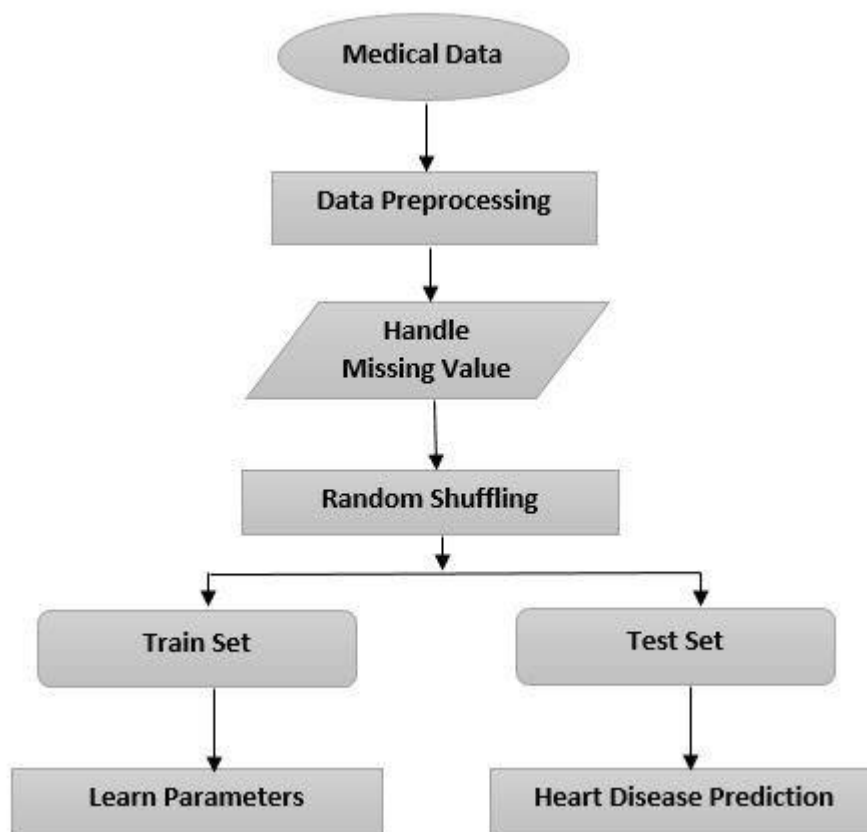 Medical Data
Data Preprocessing
Handle
Missing Value
Random Shuffling
Train Set
Test Set
Learn Parameters
Heart Disease Prediction